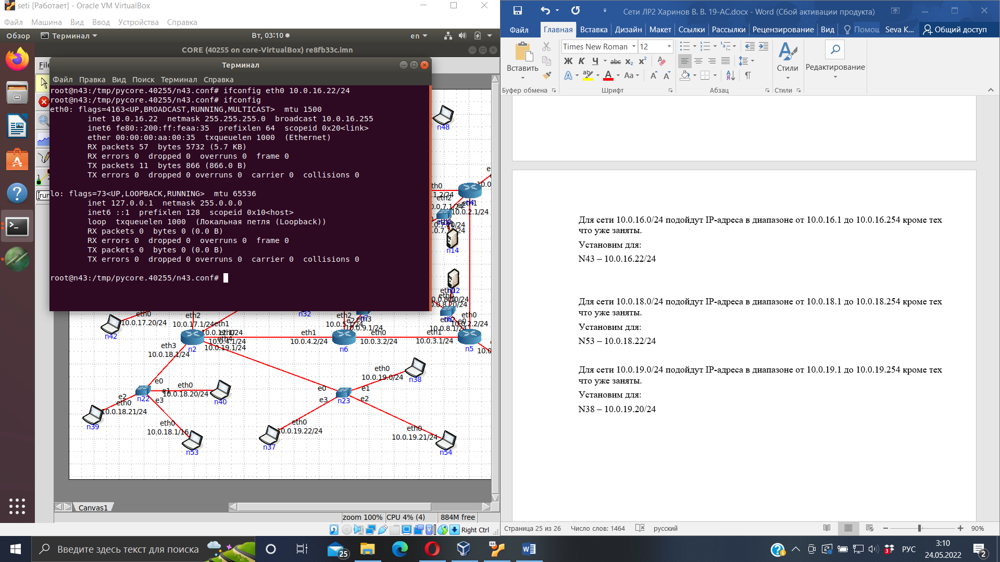 seti [Работает] - Oracle VM VirtualBox
Файл Машина Вид Ввод Устройства Справка
Обзор Терминал Вт, 03:10 en
CORE (40255 on core-VirtualBox) re8fb33c.imn
Терминал
Файл Правка Вид Поиск Терминал Справка
root@n43:/tmp/pycore.40255/n43.conf# ifconfig eth0 10.0.16.22/24
root@n43:/tmp/pycore.40255/n43.conf# ifconfig
eth0: flags=4163<UP,BROADCAST,RUNNING,MULTICAST>  mtu 1500
inet 10.0.16.22  netmask 255.255.255.0  broadcast 10.0.16.255
inet6 fe80::200:ff:feaa:35  prefixlen 64  scopeid 0x20<link>
ether 00:00:00:aa:00:35  txqueuelen 1000  (Ethernet)
RX packets 57  bytes 5732 (5.7 KB)
RX errors 0  dropped 0  overruns 0  frame 0
TX packets 11  bytes 866 (866.0 B)
TX errors 0  dropped 0 overruns 0  carrier 0  collisions 0
lo: flags=73<UP,LOOPBACK,RUNNING>  mtu 65536
inet 127.0.0.1  netmask 255.0.0.0
inet6 ::1  prefixlen 128  scopeid 0x10<host>
loop  txqueuelen 1000  (Локальная петля (Loopback))
RX packets 0  bytes 0 (0.0 B)
RX errors 0  dropped 0  overruns 0  frame 0
TX packets 0  bytes 0 (0.0 B)
TX errors 0  dropped 0 overruns 0  carrier 0  collisions 0
root@n43:/tmp/pycore.40255/n43.conf#
n48
n4
eth2
10.0.2.1/24
n14
n12
eth0
10.0.2.2/24
10.0.8.1/24
n32
eth0
10.0.17.20/24
n42
eth2
10.0.17.1/24
eth1
10.0.4.1/24
10.0.19.1/24
n2
eth3
10.0.18.1/24
eth1
10.0.4.2/24
eth2
eth3
10.0.9.1/24
n6
eth0
10.0.3.2/24
eth1
10.0.3.1/24
n5
e0
n22
eth0
10.0.18.20/24
n40
e2
eth0
10.0.18.21/24
n39
e3
eth0
10.0.18.1/16
n53
e0
e1
e2
e3
n23
eth0
10.0.19.0/24
n38
eth0
10.0.19.22/24
n37
eth0
10.0.19.21/24
n54
Canvas1
zoom 100% CPU 4% (4) 884M free
Right Ctrl
Сети ЛР2 Харинов В. В. 19-АС.docx - Word (Сбой активации продукта)
Файл Главная Вставка Дизайн Макет Ссылки Рассылки Рецензирование Вид Помощ Seva K... Общий доступ
Вставить
Times New Roman 12
Ж К Ч abc x₂ x²
Aa
Стили
Редактирование
Буфер обмена Шрифт Абзац Стили
Для сети 10.0.16.0/24 подойдут IP-адреса в диапазоне от 10.0.16.1 до 10.0.16.254 кроме тех
что уже заняты.
Установим для:
N43 – 10.0.16.22/24
Для сети 10.0.18.0/24 подойдут IP-адреса в диапазоне от 10.0.18.1 до 10.0.18.254 кроме тех
что уже заняты.
Установим для:
N53 – 10.0.18.22/24
Для сети 10.0.19.0/24 подойдут IP-адреса в диапазоне от 10.0.19.1 до 10.0.19.254 кроме тех
что уже заняты.
Установим для:
N38 – 10.0.19.20/24
Страница 25 из 26 Число слов: 1464 русский 90%
Введите здесь текст для поиска
25
РУС
3:10
24.05.2022
2